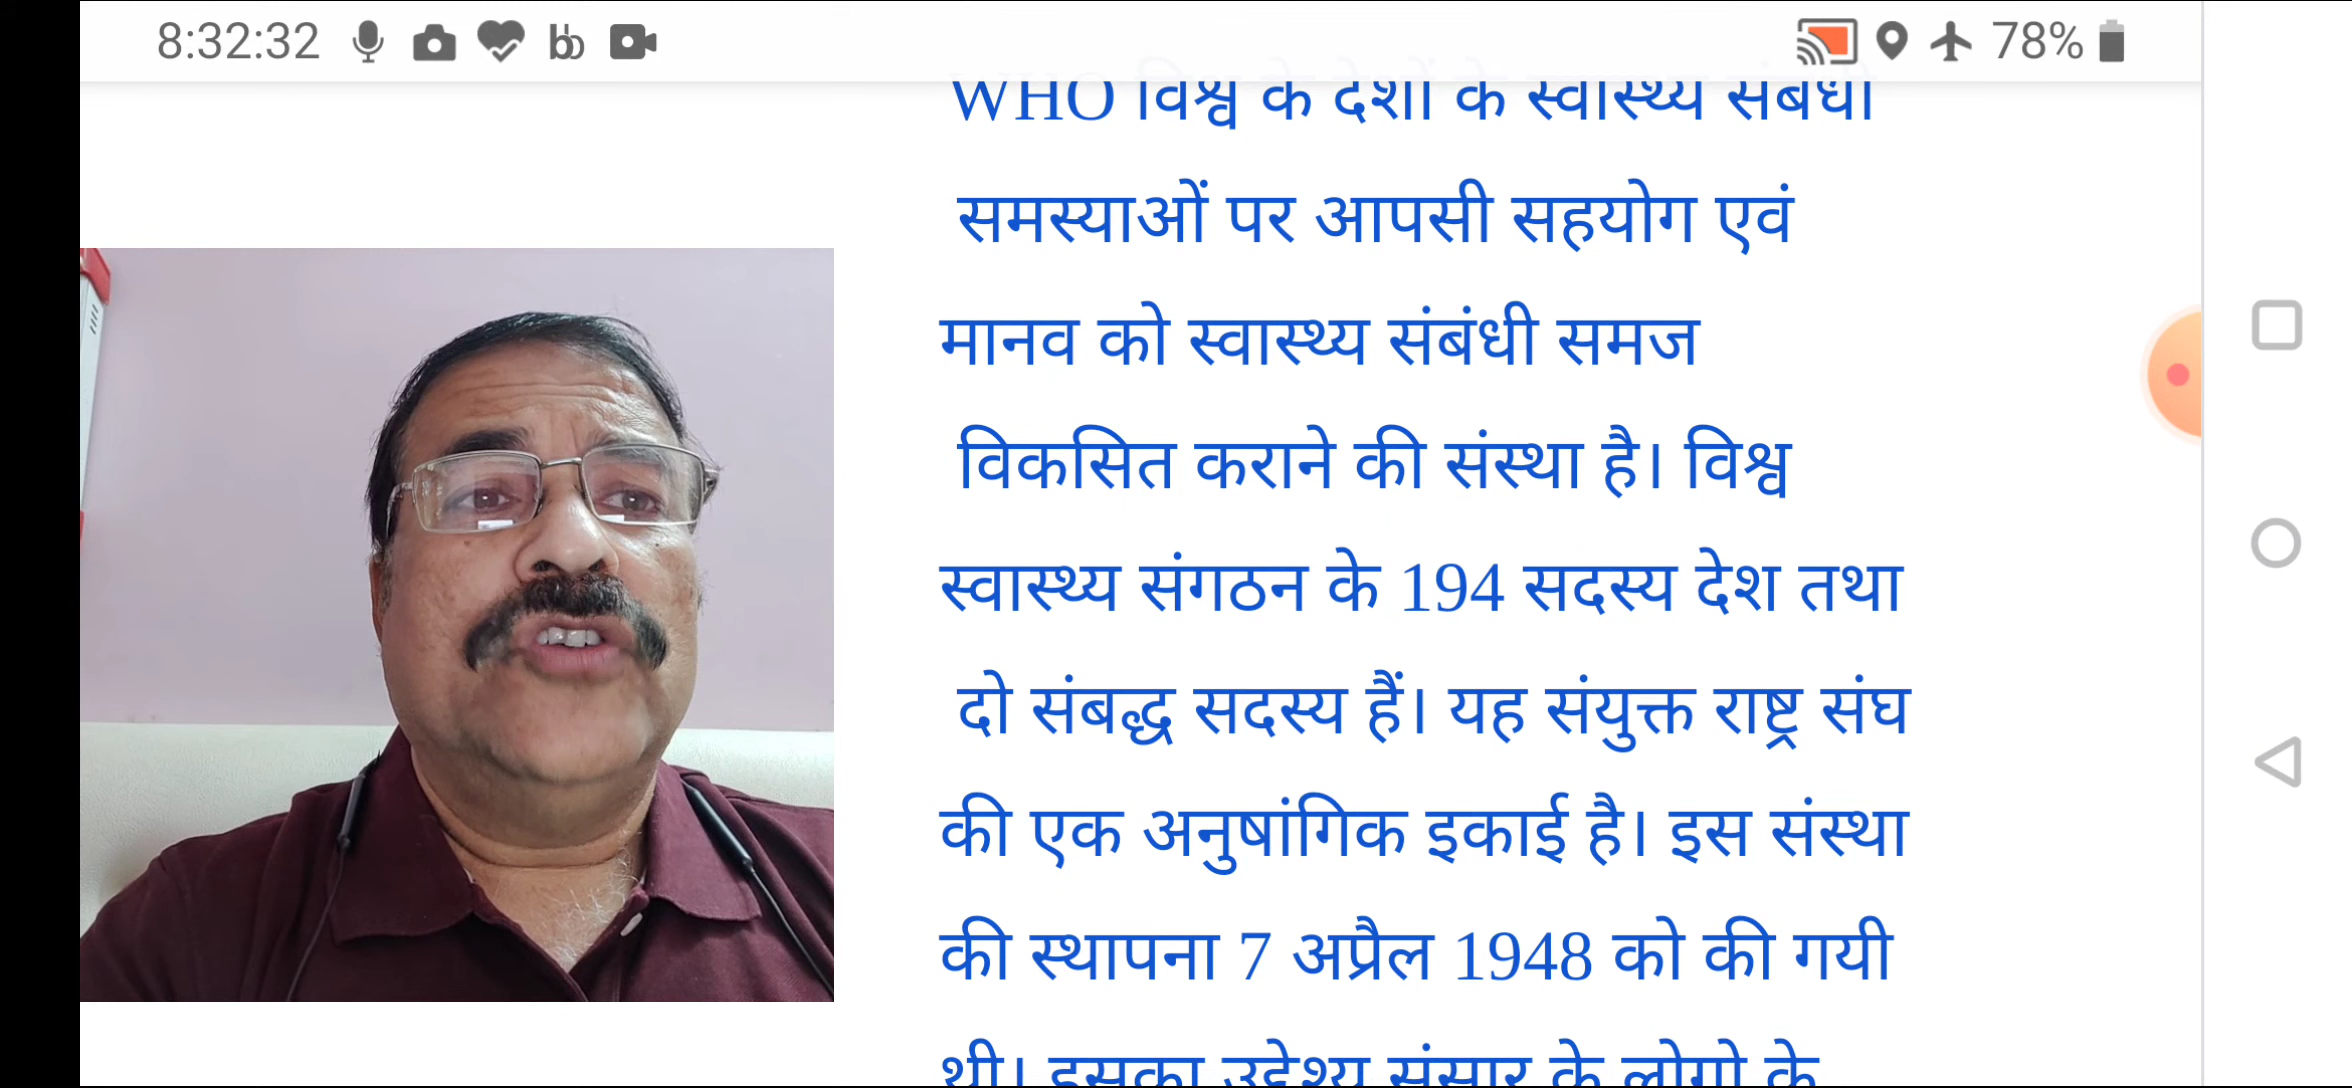 8:32:32
78%
WHO विश्व के देशों के स्वास्थ्य संबंधी
समस्याओं पर आपसी सहयोग एवं
मानव को स्वास्थ्य संबंधी समज
विकसित कराने की संस्था है। विश्व
स्वास्थ्य संगठन के 194 सदस्य देश तथा
दो संबद्ध सदस्य हैं। यह संयुक्त राष्ट्र संघ
की एक अनुषांगिक इकाई है। इस संस्था
की स्थापना 7 अप्रैल 1948 को की गयी
थी। इसका उद्देश्य संसार के लोगो के